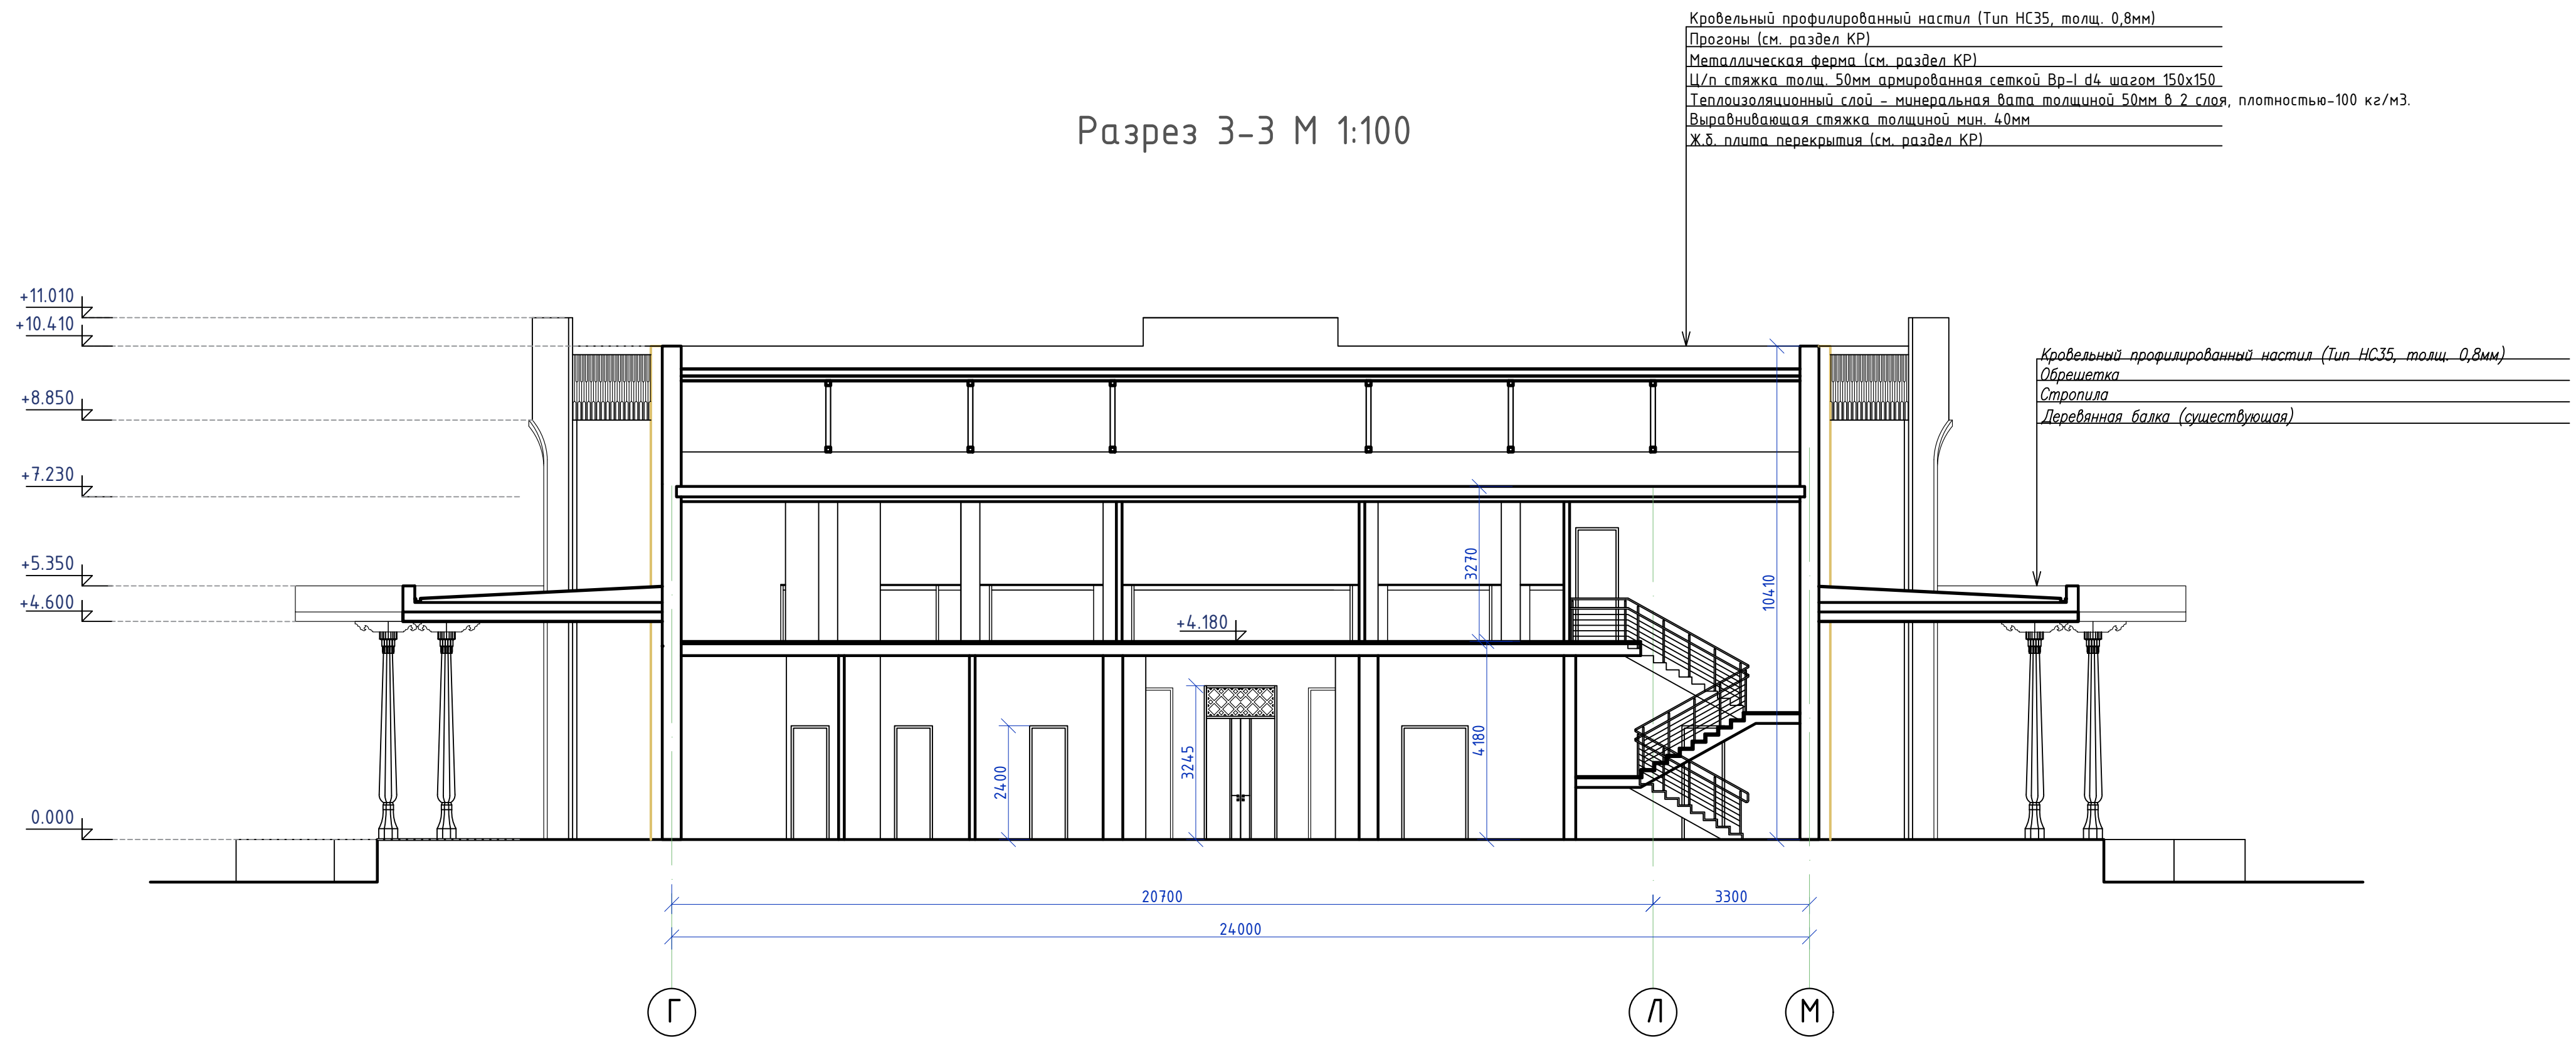 Кровельный профилированный настил (Тип НС35, толщ. 0,8мм)
Прогоны (см. раздел КР)
Металлическая ферма (см. раздел КР)
Ц/п стяжка толщ. 50мм армированная сеткой Вр-I d4 шагом 150х150
Теплоизоляционный слой - минеральная вата толщиной 50мм в 2 слоя, плотностью-100 кг/м3.
Выравнивающая стяжка толщиной мин. 40мм
Ж.б. плита перекрытия (см. раздел КР)
Разрез 3-3 М 1:100
+11.010
+10.410
+8.850
+7.230
+5.350
+4.600
0.000
Кровельный профилированный настил (Тип НС35, толщ. 0,8мм)
Обрешетка
Стропила
Деревянная балка (существующая)
3270
10410
+4.180
2400
3245
4180
20700
3300
24000
Г
Л
М